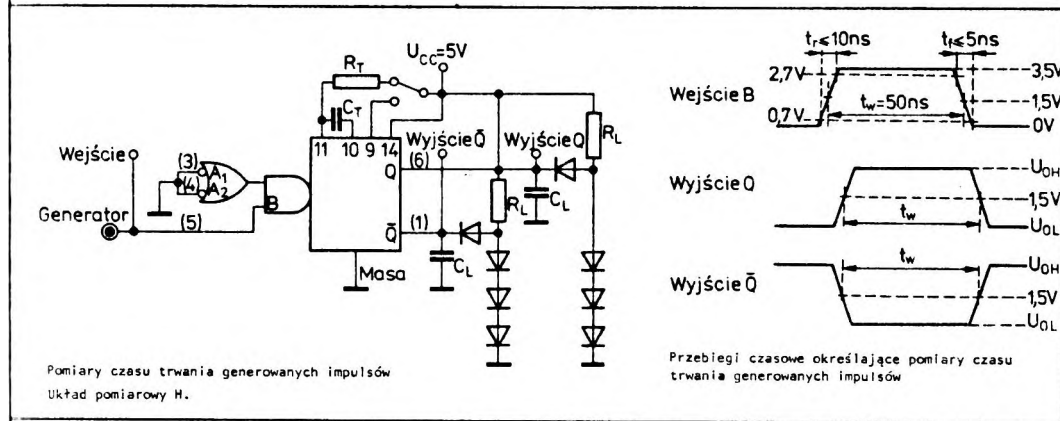 U_CC=5V
R_T
C_T
11 10 9 14
Wejście
Wyjście Q̄
Wyjście Q
R_L
(3) A₁
(4) A₂
B
Q (6)
Generator
(5)
R_L
C_L
Q̄ (1)
C_L
Masa
Pomiary czasu trwania generowanych impulsów
Układ pomiarowy H.
t_r≤10ns
t_f≤5ns
2,7V
3,5V
Wejście B
t_w=50ns
1,5V
0,7V
0V
Wyjście Q
U_OH
1,5V
t_w
U_OL
Wyjście Q̄
t_w
U_OH
1,5V
U_OL
Przebiegi czasowe określające pomiary czasu
trwania generowanych impulsów